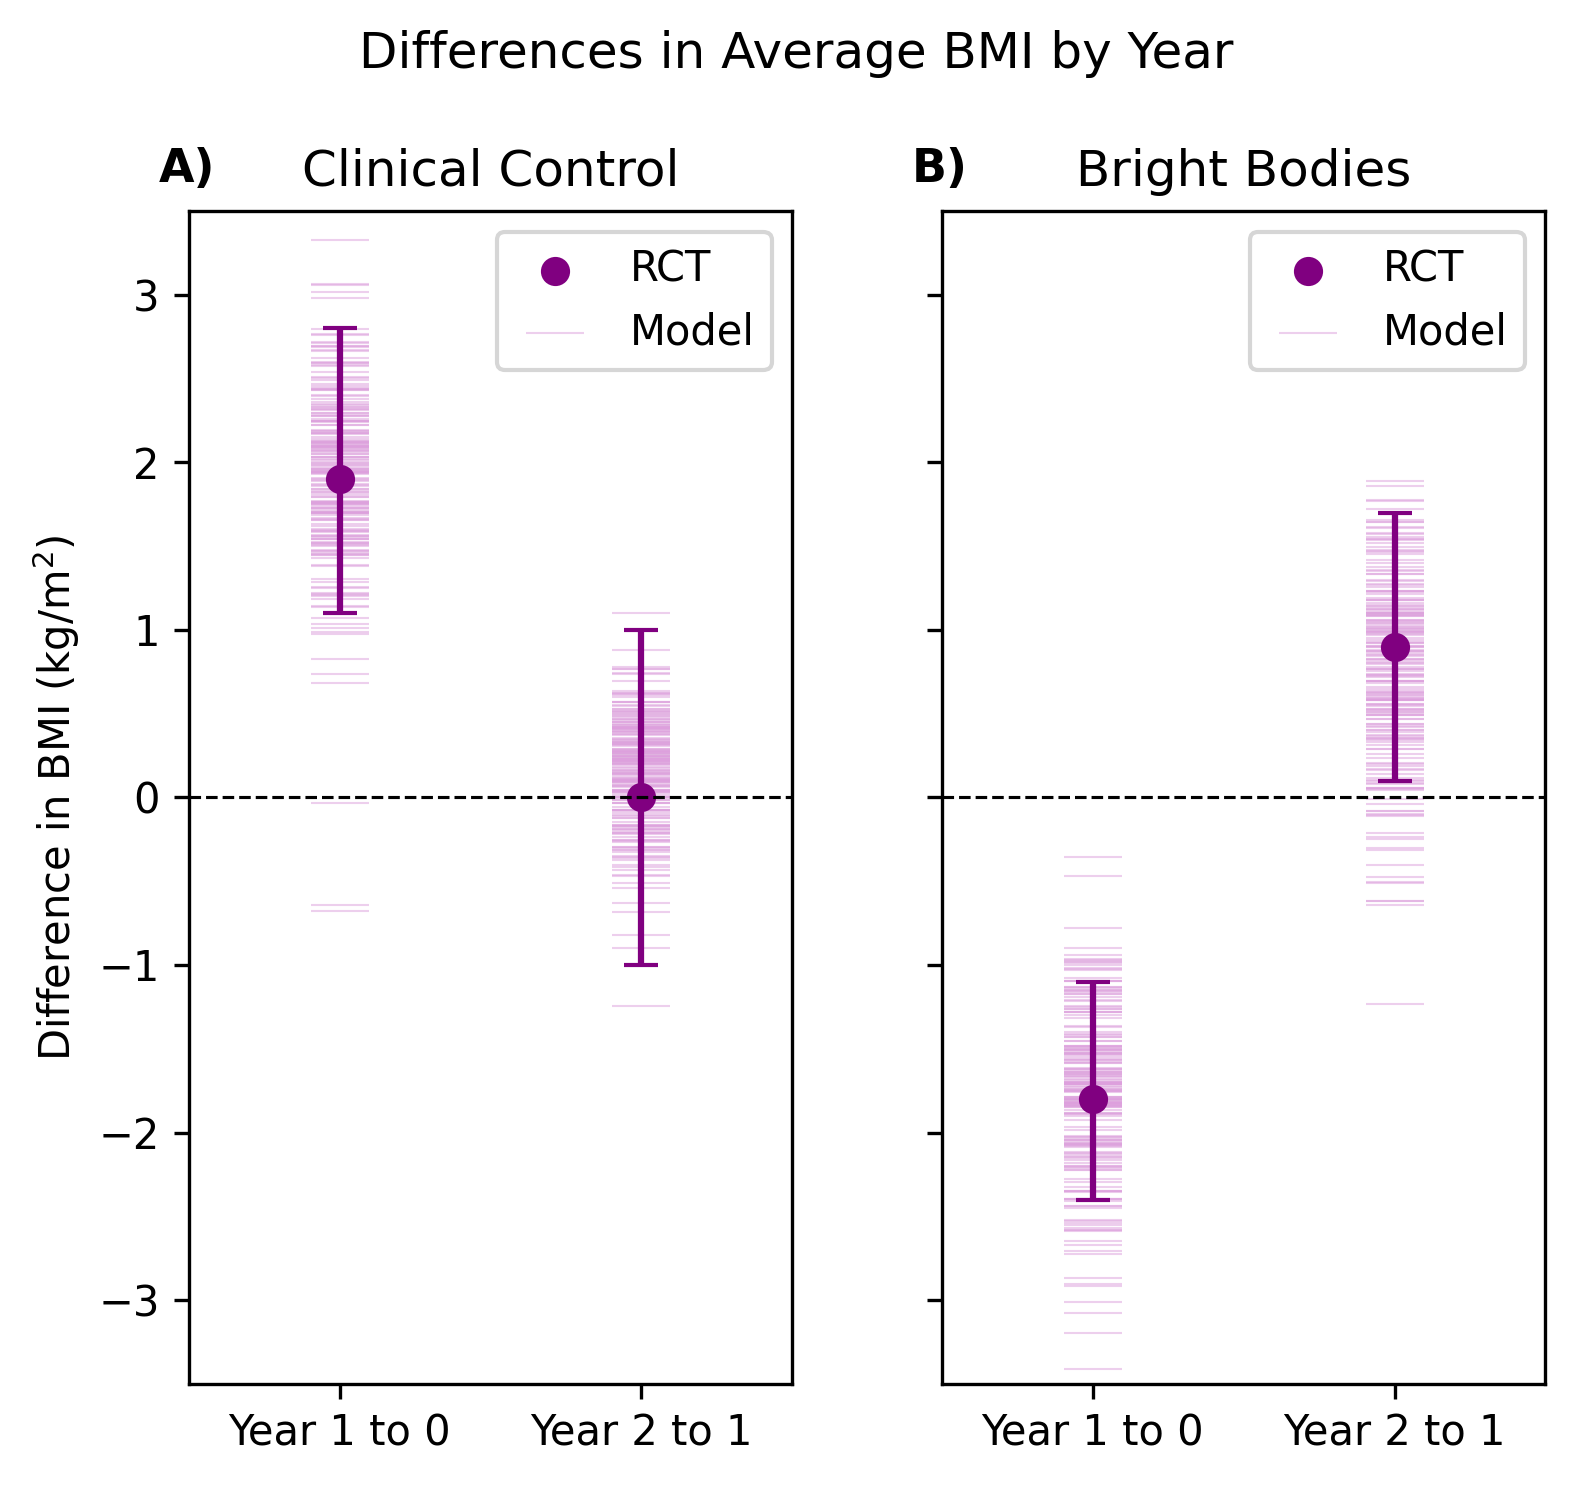 Differences in Average BMI by Year
A) Clinical Control
RCT
Model
Difference in BMI (kg/m²)
3
2
1
0
−1
−2
−3
Year 1 to 0
Year 2 to 1
B) Bright Bodies
RCT
Model
Year 1 to 0
Year 2 to 1